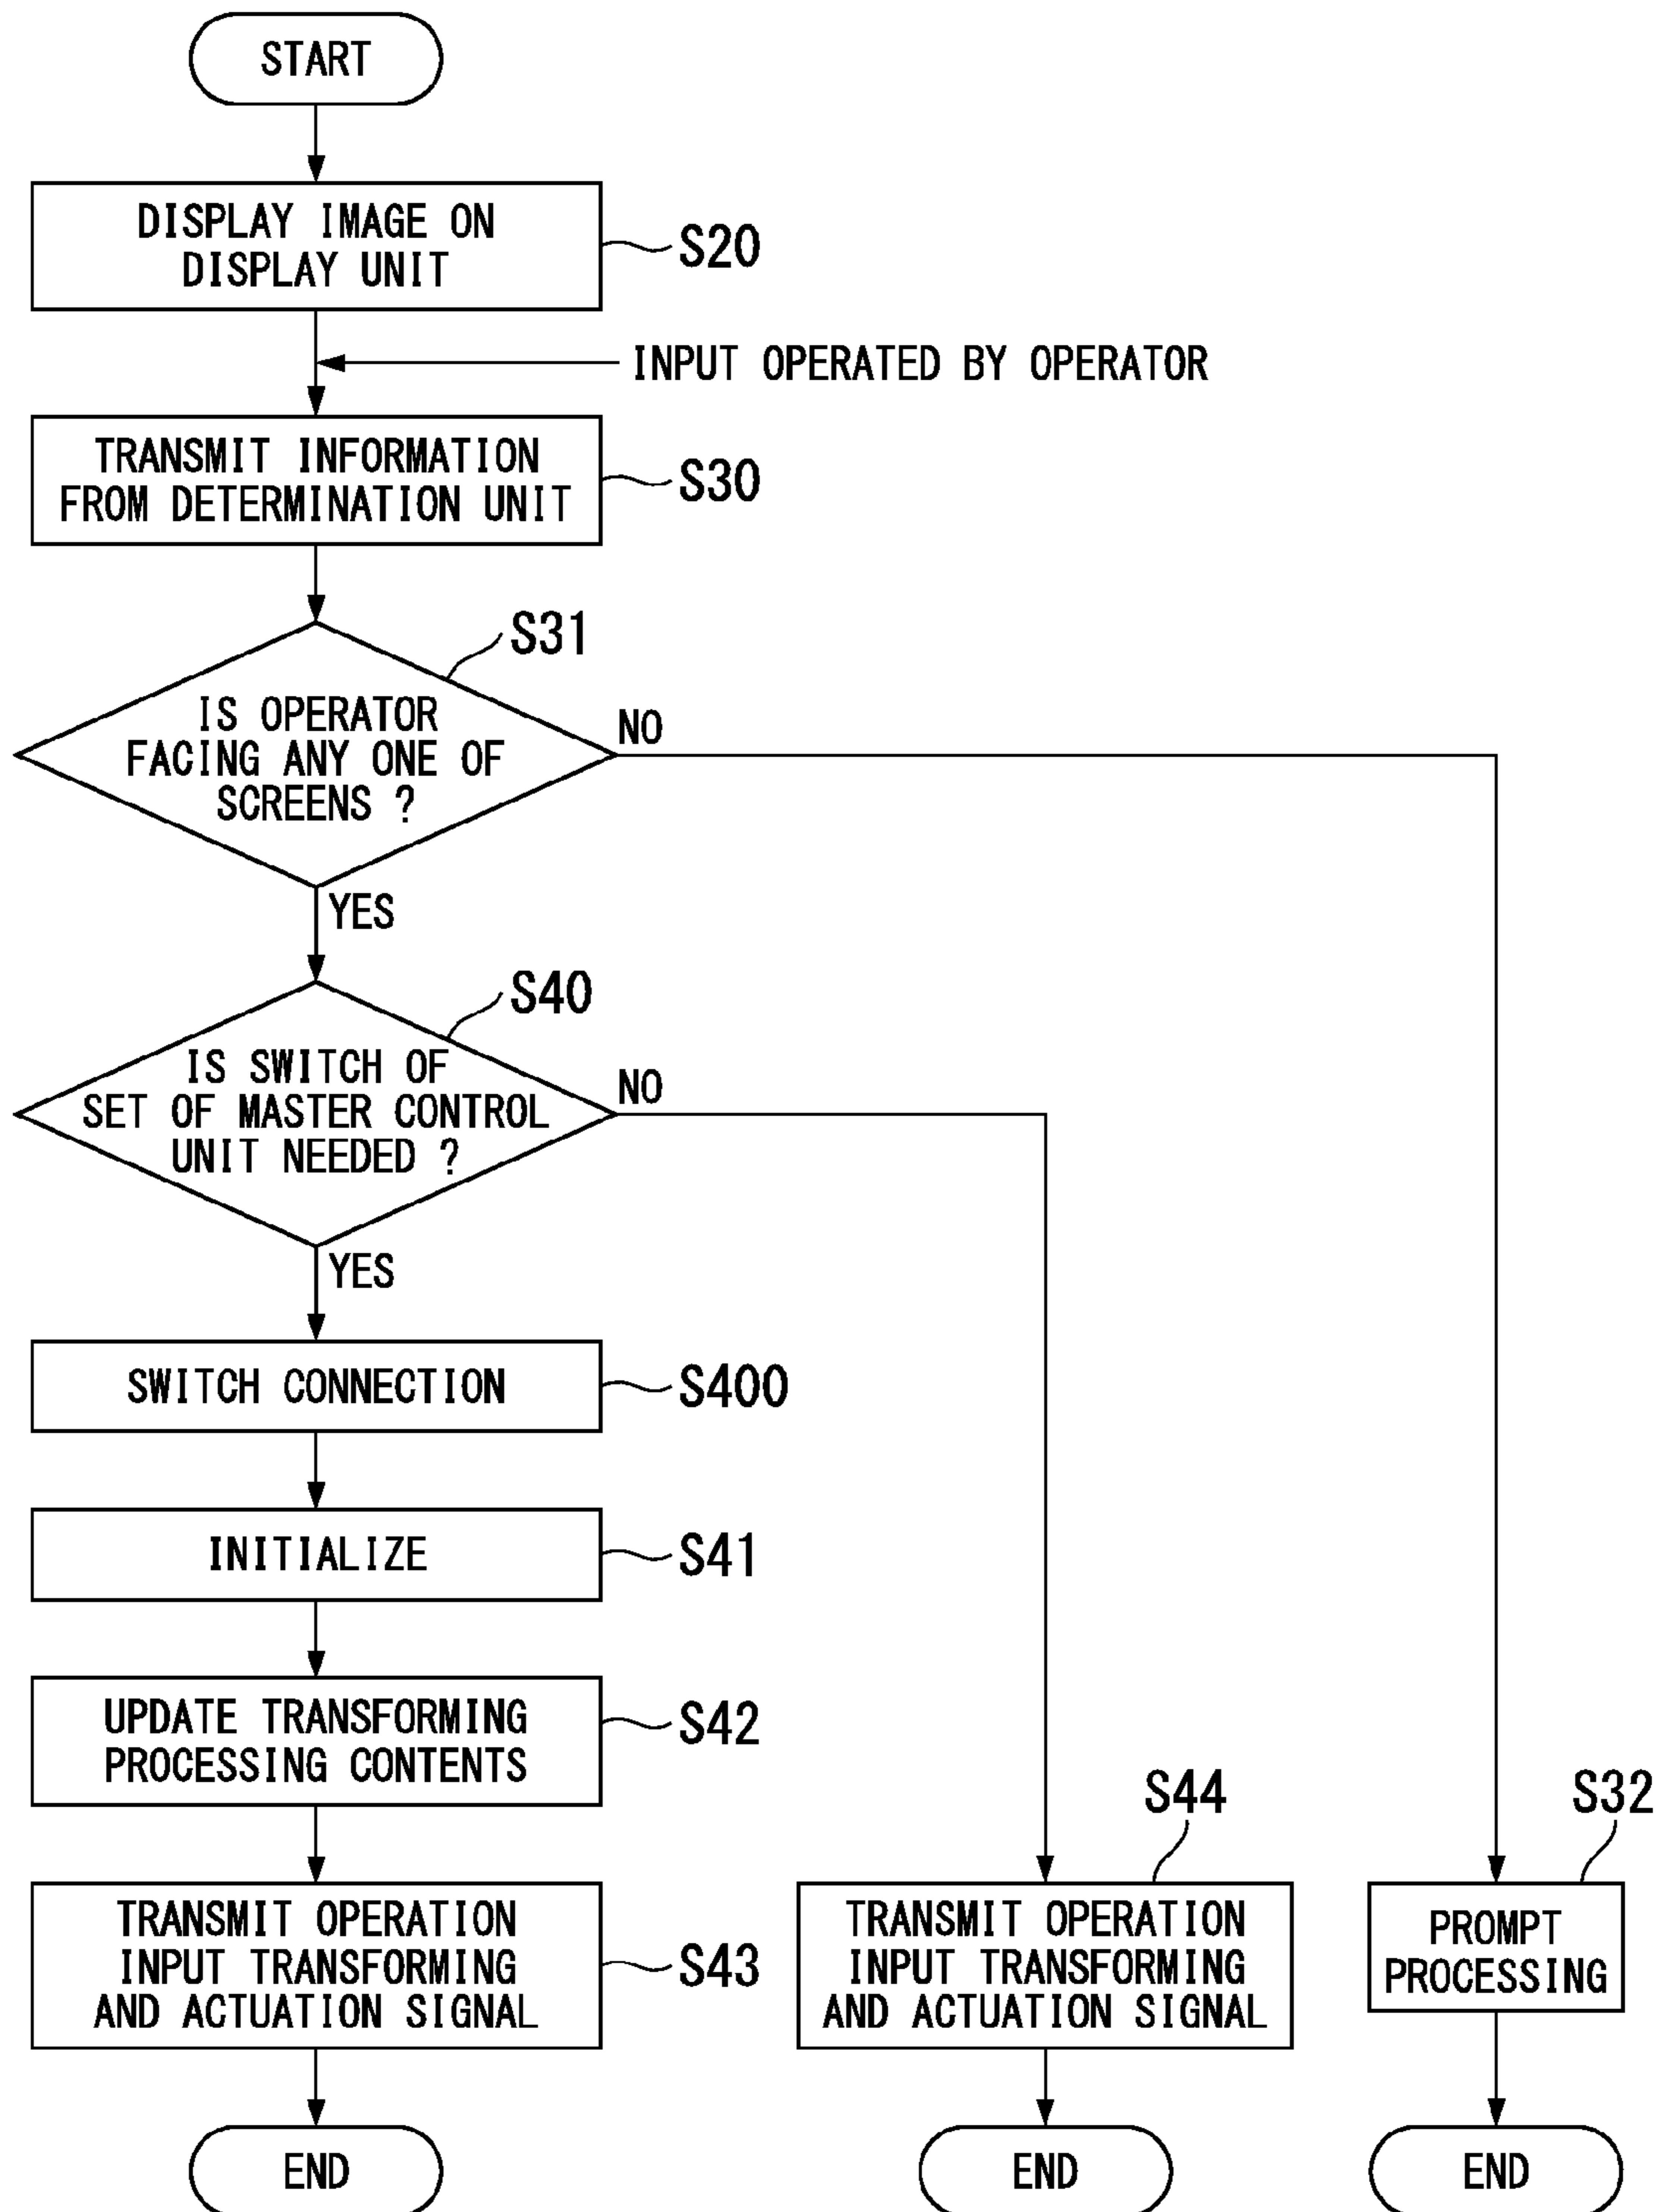 START
DISPLAY IMAGE ON
DISPLAY UNIT
S20
INPUT OPERATED BY OPERATOR
TRANSMIT INFORMATION
FROM DETERMINATION UNIT
S30
S31
IS OPERATOR
FACING ANY ONE OF
SCREENS ?
NO
YES
S40
IS SWITCH OF
SET OF MASTER CONTROL
UNIT NEEDED ?
NO
YES
SWITCH CONNECTION
S400
INITIALIZE
S41
UPDATE TRANSFORMING
PROCESSING CONTENTS
S42
TRANSMIT OPERATION
INPUT TRANSFORMING
AND ACTUATION SIGNAL
S43
S44
TRANSMIT OPERATION
INPUT TRANSFORMING
AND ACTUATION SIGNAL
S32
PROMPT
PROCESSING
END
END
END